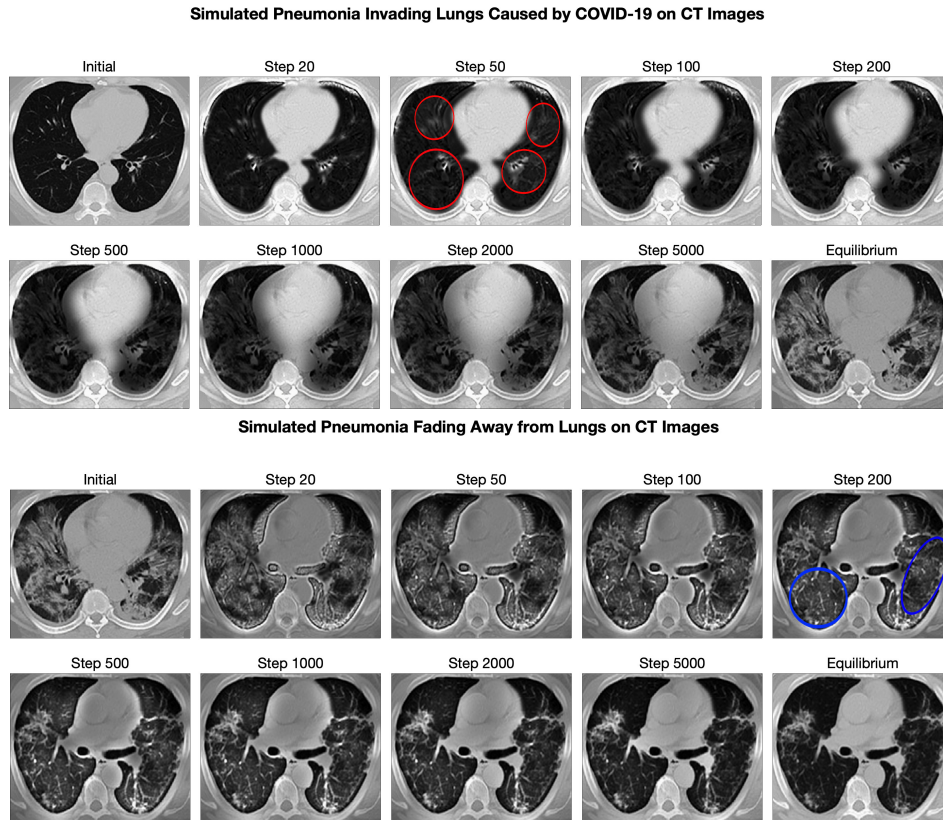 Simulated Pneumonia Invading Lungs Caused by COVID-19 on CT Images
Initial
Step 20
Step 50
Step 100
Step 200
Step 500
Step 1000
Step 2000
Step 5000
Equilibrium
Simulated Pneumonia Fading Away from Lungs on CT Images
Initial
Step 20
Step 50
Step 100
Step 200
Step 500
Step 1000
Step 2000
Step 5000
Equilibrium